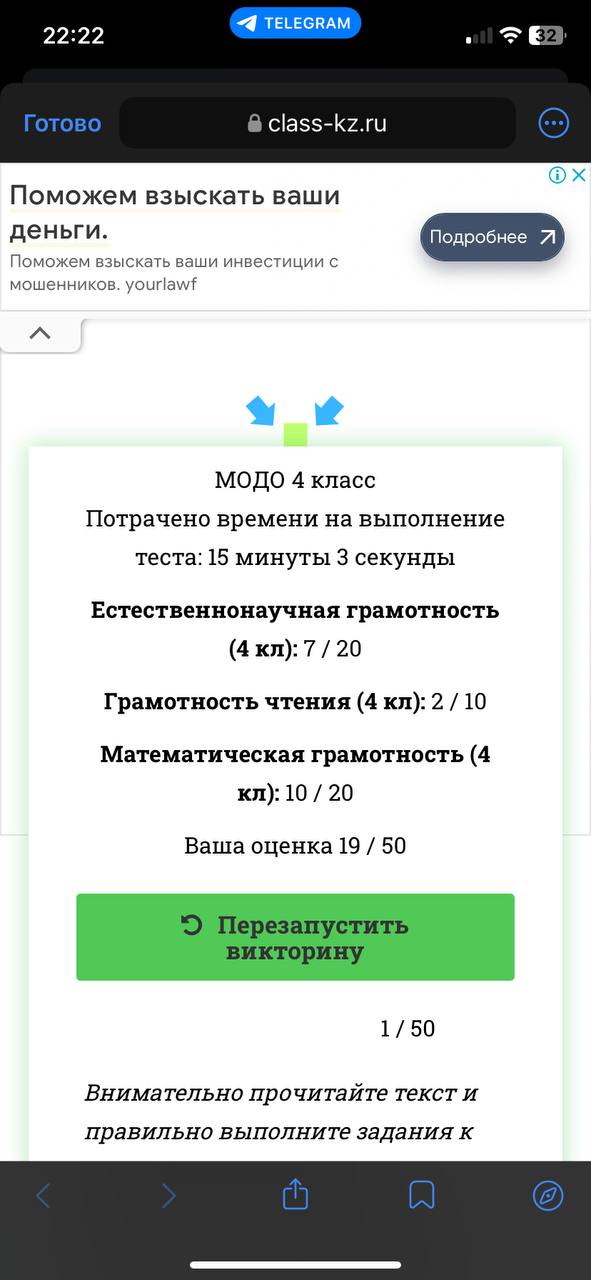 22:22
TELEGRAM
32
Готово
class-kz.ru
Поможем взыскать ваши
деньги.
Поможем взыскать ваши инвестиции с
мошенников. yourlawf
Подробнее
МОДО 4 класс
Потрачено времени на выполнение
теста: 15 минуты 3 секунды
Естественнонаучная грамотность
(4 кл): 7 / 20
Грамотность чтения (4 кл): 2 / 10
Математическая грамотность (4
кл): 10 / 20
Ваша оценка 19 / 50
Перезапустить
викторину
1 / 50
Внимательно прочитайте текст и
правильно выполните задания к